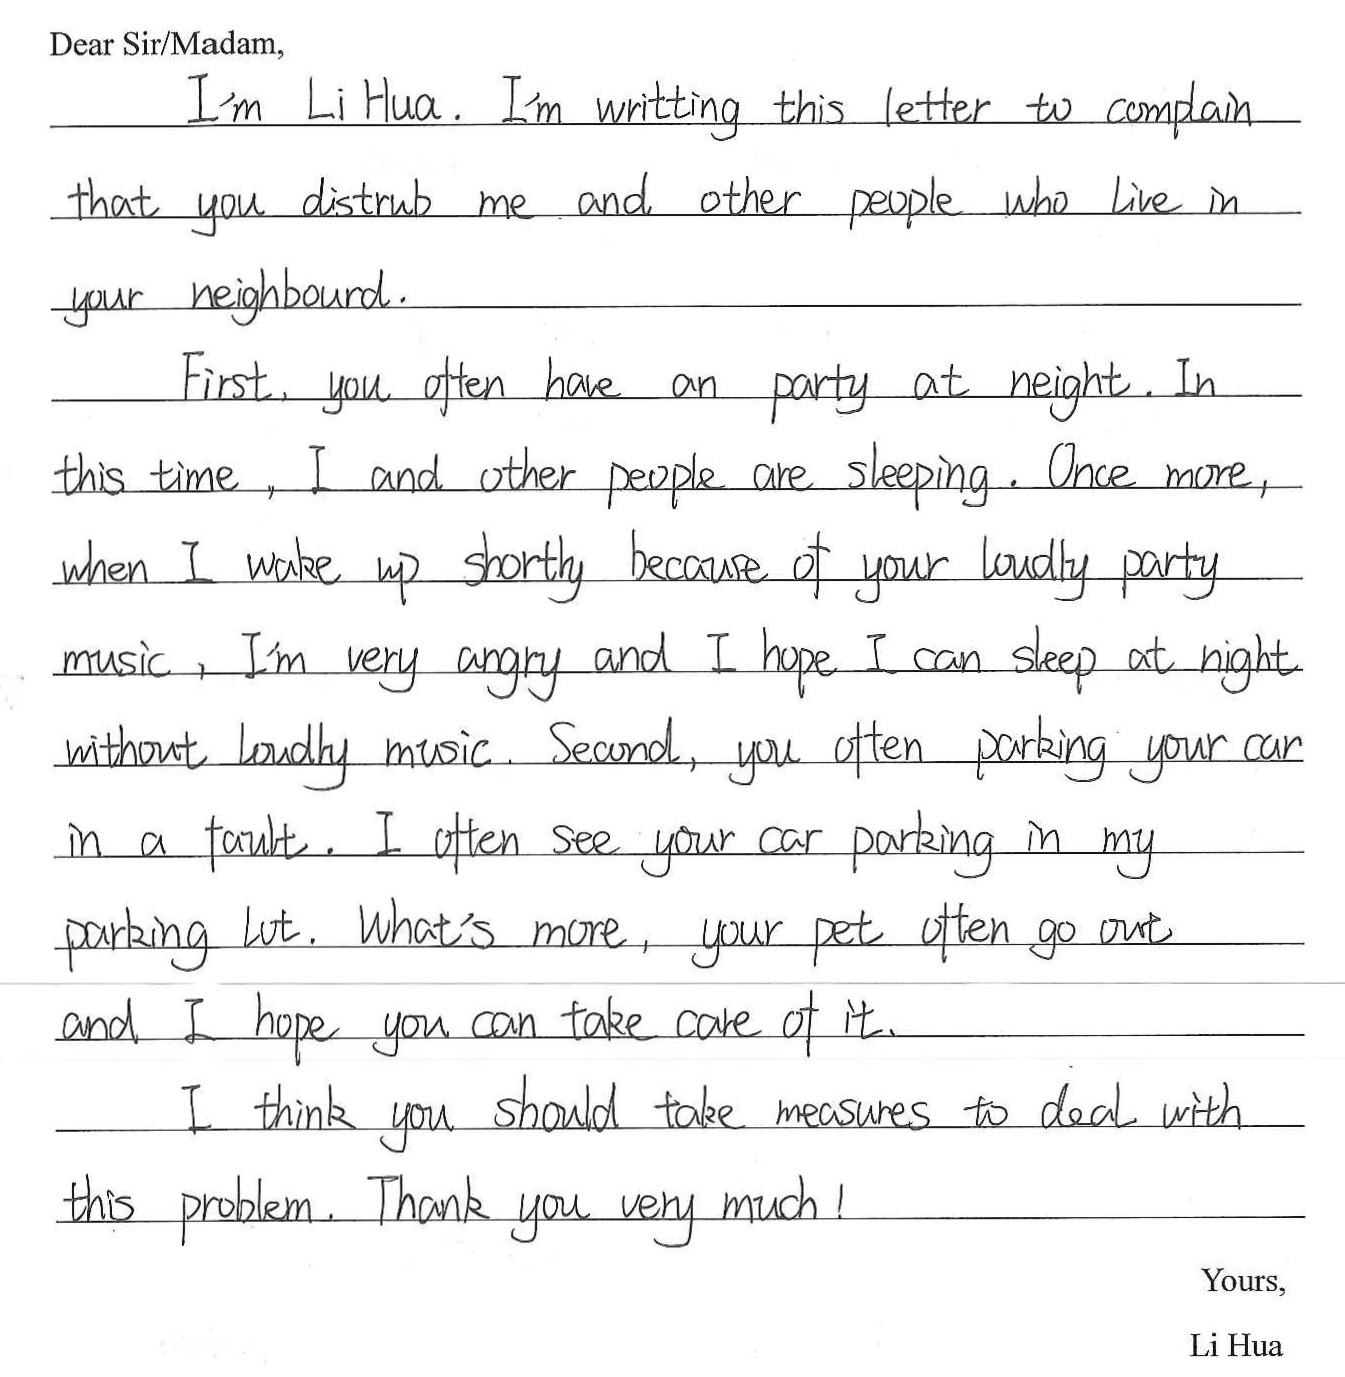 Dear Sir/Madam,
I'm Li Hua. I'm writting this letter to complain
that you distrub me and other people who live in
your neighbourd.
First, you often have an party at neight. In
this time, I and other people are sleeping. Once more,
when I wake up shortly because of your loudly party
music, I'm very angry and I hope I can sleep at night
without loudly music. Second, you often parking your car
in a fault. I often see your car parking in my
parking lot. What's more, your pet often go out
and I hope you can take care of it.
I think you should take measures to deal with
this problem. Thank you very much!
Yours,
Li Hua